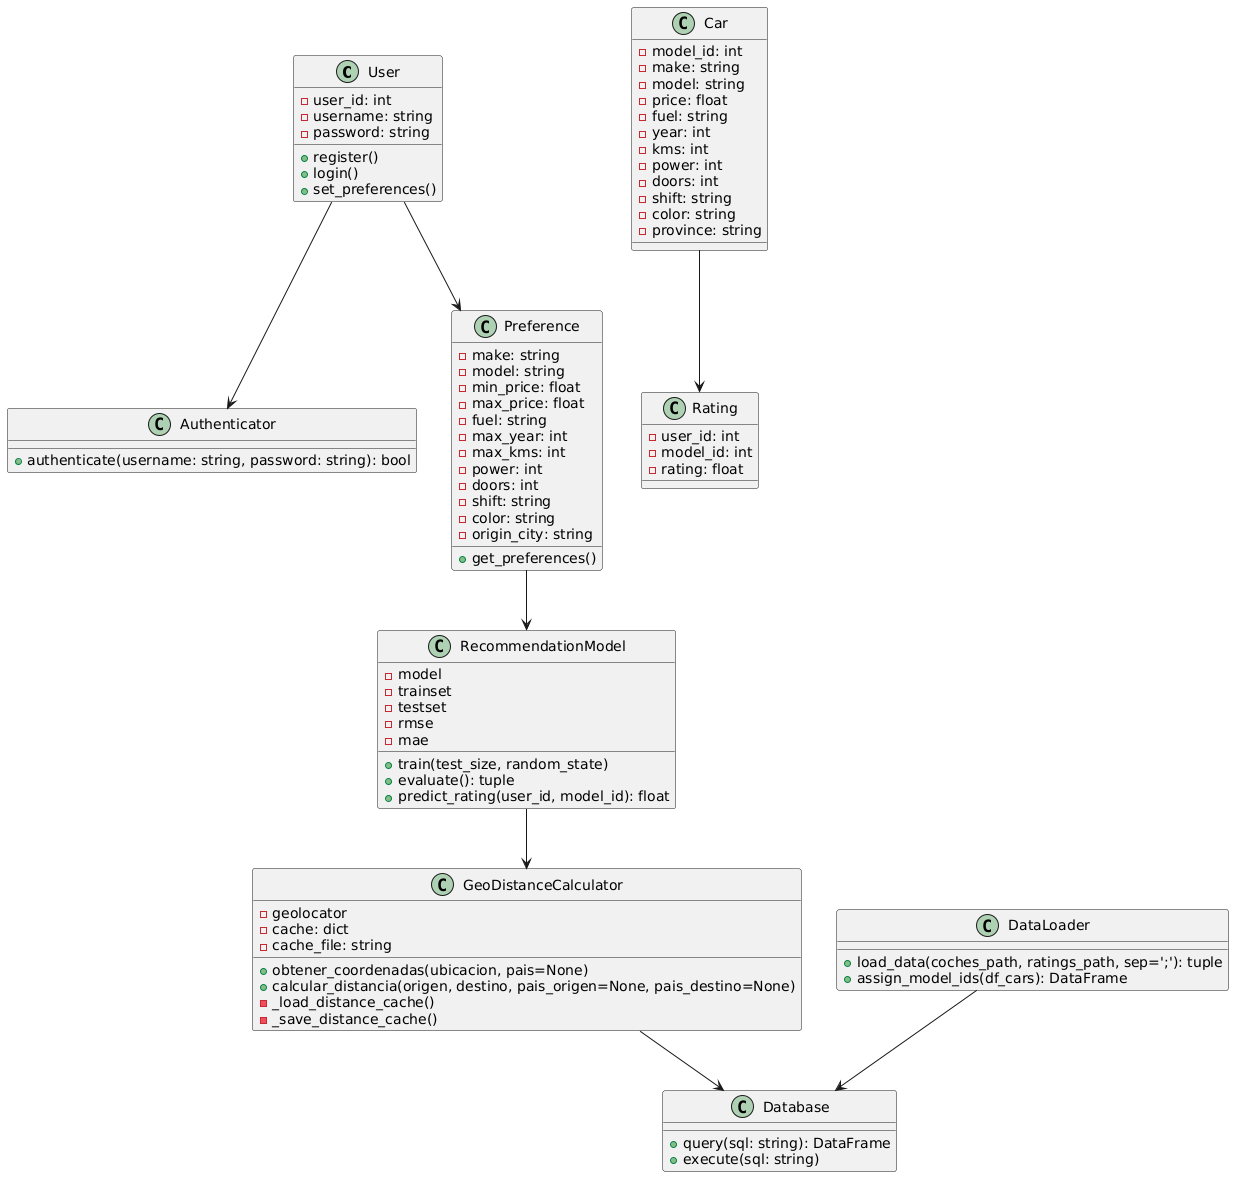 C User
user_id: int
username: string
password: string
register()
login()
set_preferences()
C Car
model_id: int
make: string
model: string
price: float
fuel: string
year: int
kms: int
power: int
doors: int
shift: string
color: string
province: string
C Authenticator
authenticate(username: string, password: string): bool
C Preference
make: string
model: string
min_price: float
max_price: float
fuel: string
max_year: int
max_kms: int
power: int
doors: int
shift: string
color: string
origin_city: string
get_preferences()
C Rating
user_id: int
model_id: int
rating: float
C RecommendationModel
model
trainset
testset
rmse
mae
train(test_size, random_state)
evaluate(): tuple
predict_rating(user_id, model_id): float
C GeoDistanceCalculator
geolocator
cache: dict
cache_file: string
obtener_coordenadas(ubicacion, pais=None)
calcular_distancia(origen, destino, pais_origen=None, pais_destino=None)
_load_distance_cache()
_save_distance_cache()
C DataLoader
load_data(coches_path, ratings_path, sep=';'): tuple
assign_model_ids(df_cars): DataFrame
C Database
query(sql: string): DataFrame
execute(sql: string)